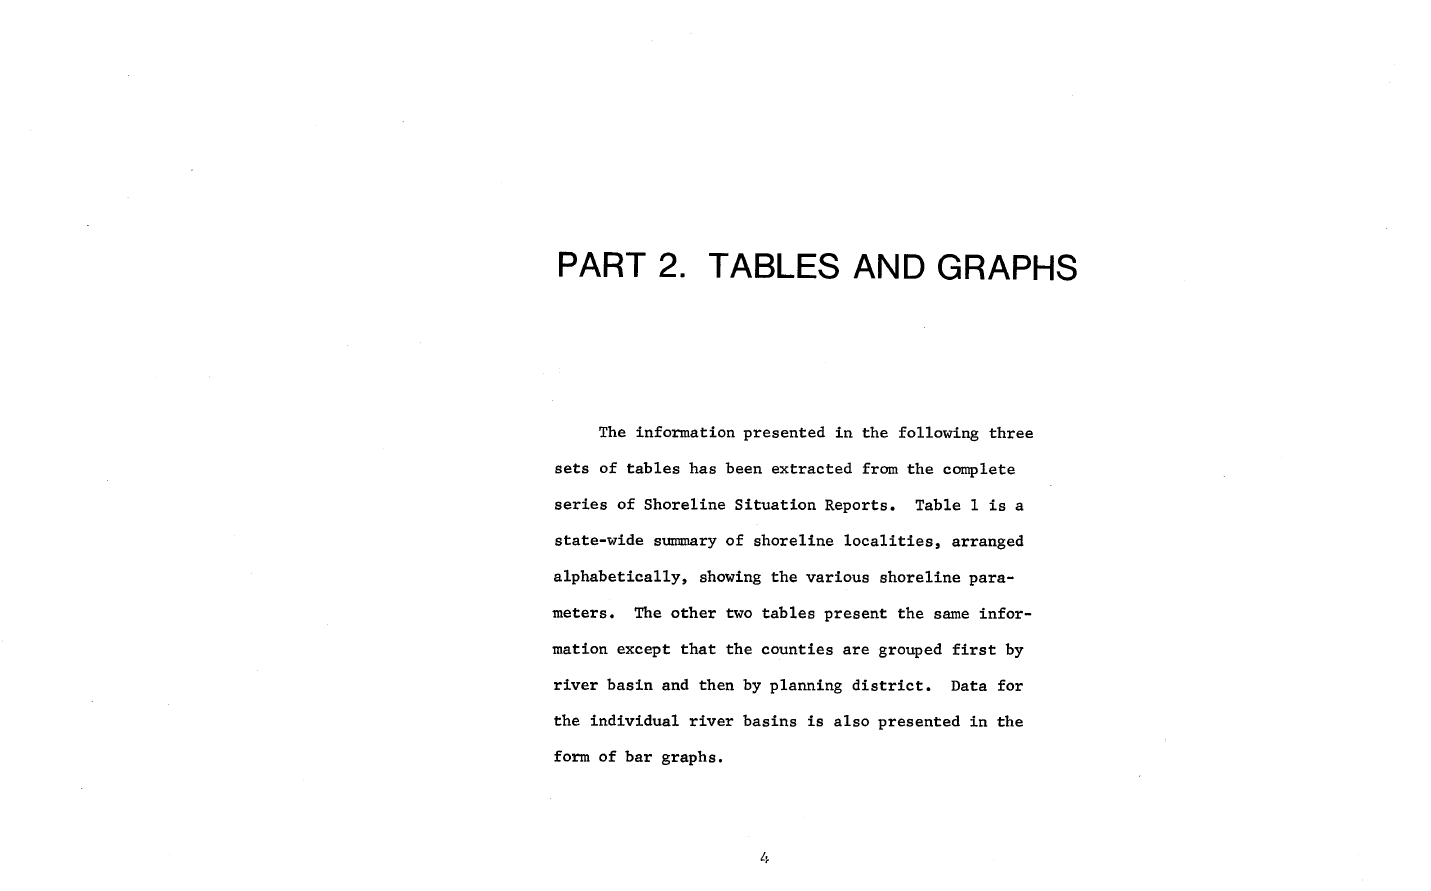 PART 2. TABLES AND GRAPHS
The information presented in the following three
sets of tables has been extracted from the complete
series of Shoreline Situation Reports. Table 1 is a
state-wide summary of shoreline localities, arranged
alphabetically, showing the various shoreline para-
meters. The other two tables present the same infor-
mation except that the counties are grouped first by
river basin and then by planning district. Data for
the individual river basins is also presented in the
form of bar graphs.
4